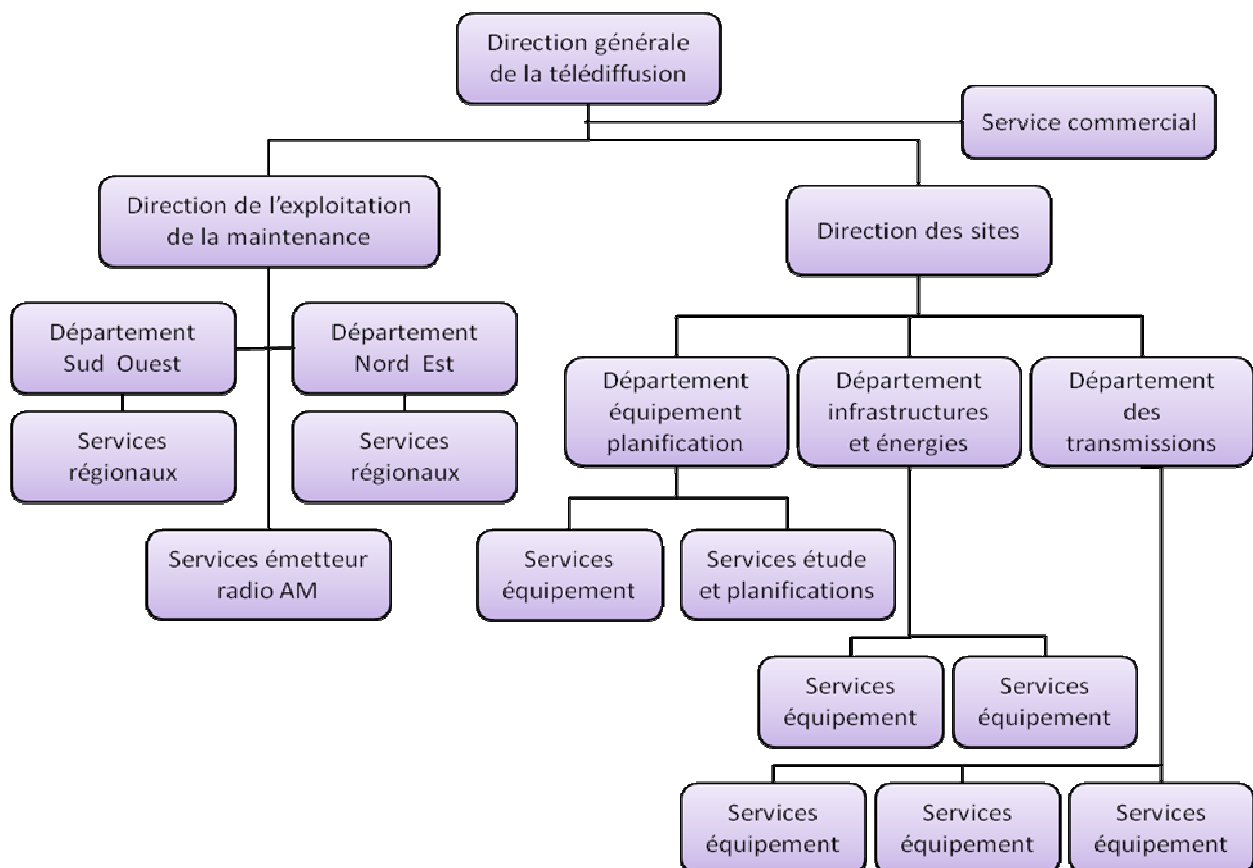 Direction générale
de la télédiffusion
Service commercial
Direction de l'exploitation
de la maintenance
Direction des sites
Département
Sud Ouest
Département
Nord Est
Département
équipement
planification
Département
infrastructures
et énergies
Département
des
transmissions
Services
régionaux
Services
régionaux
Services émetteur
radio AM
Services
équipement
Services étude
et planifications
Services
équipement
Services
équipement
Services
équipement
Services
équipement
Services
équipement